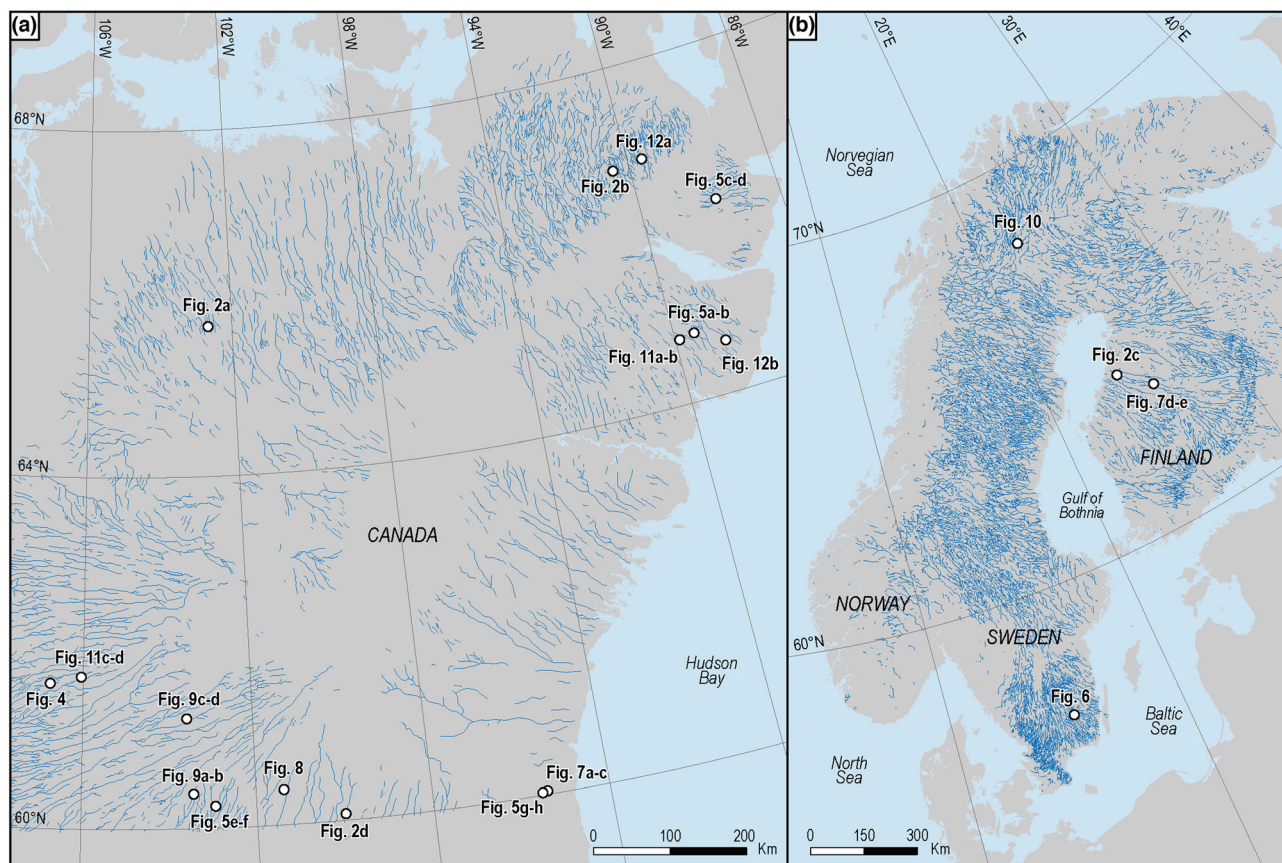 (a)
106°W
102°W
98°W
94°W
90°W
86°W
68°N
Fig. 12a
Fig. 2b
Fig. 5c-d
Fig. 2a
Fig. 5a-b
Fig. 11a-b
Fig. 12b
64°N
CANADA
Hudson
Bay
Fig. 11c-d
Fig. 4
Fig. 9c-d
Fig. 9a-b
Fig. 8
Fig. 7a-c
Fig. 5e-f
Fig. 5g-h
Fig. 2d
60°N
0 100 200
Km
(b)
20°E
30°E
40°E
Norwegian
Sea
70°N
Fig. 10
Fig. 2c
Fig. 7d-e
FINLAND
Gulf of
Bothnia
NORWAY
60°N
SWEDEN
Fig. 6
Baltic
Sea
North
Sea
0 150 300
Km